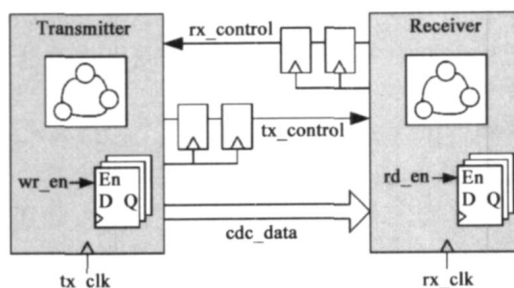 Transmitter
rx_control
Receiver
tx_control
wr_en
En
D Q
rd_en
En
D Q
cdc_data
tx_clk
rx_clk